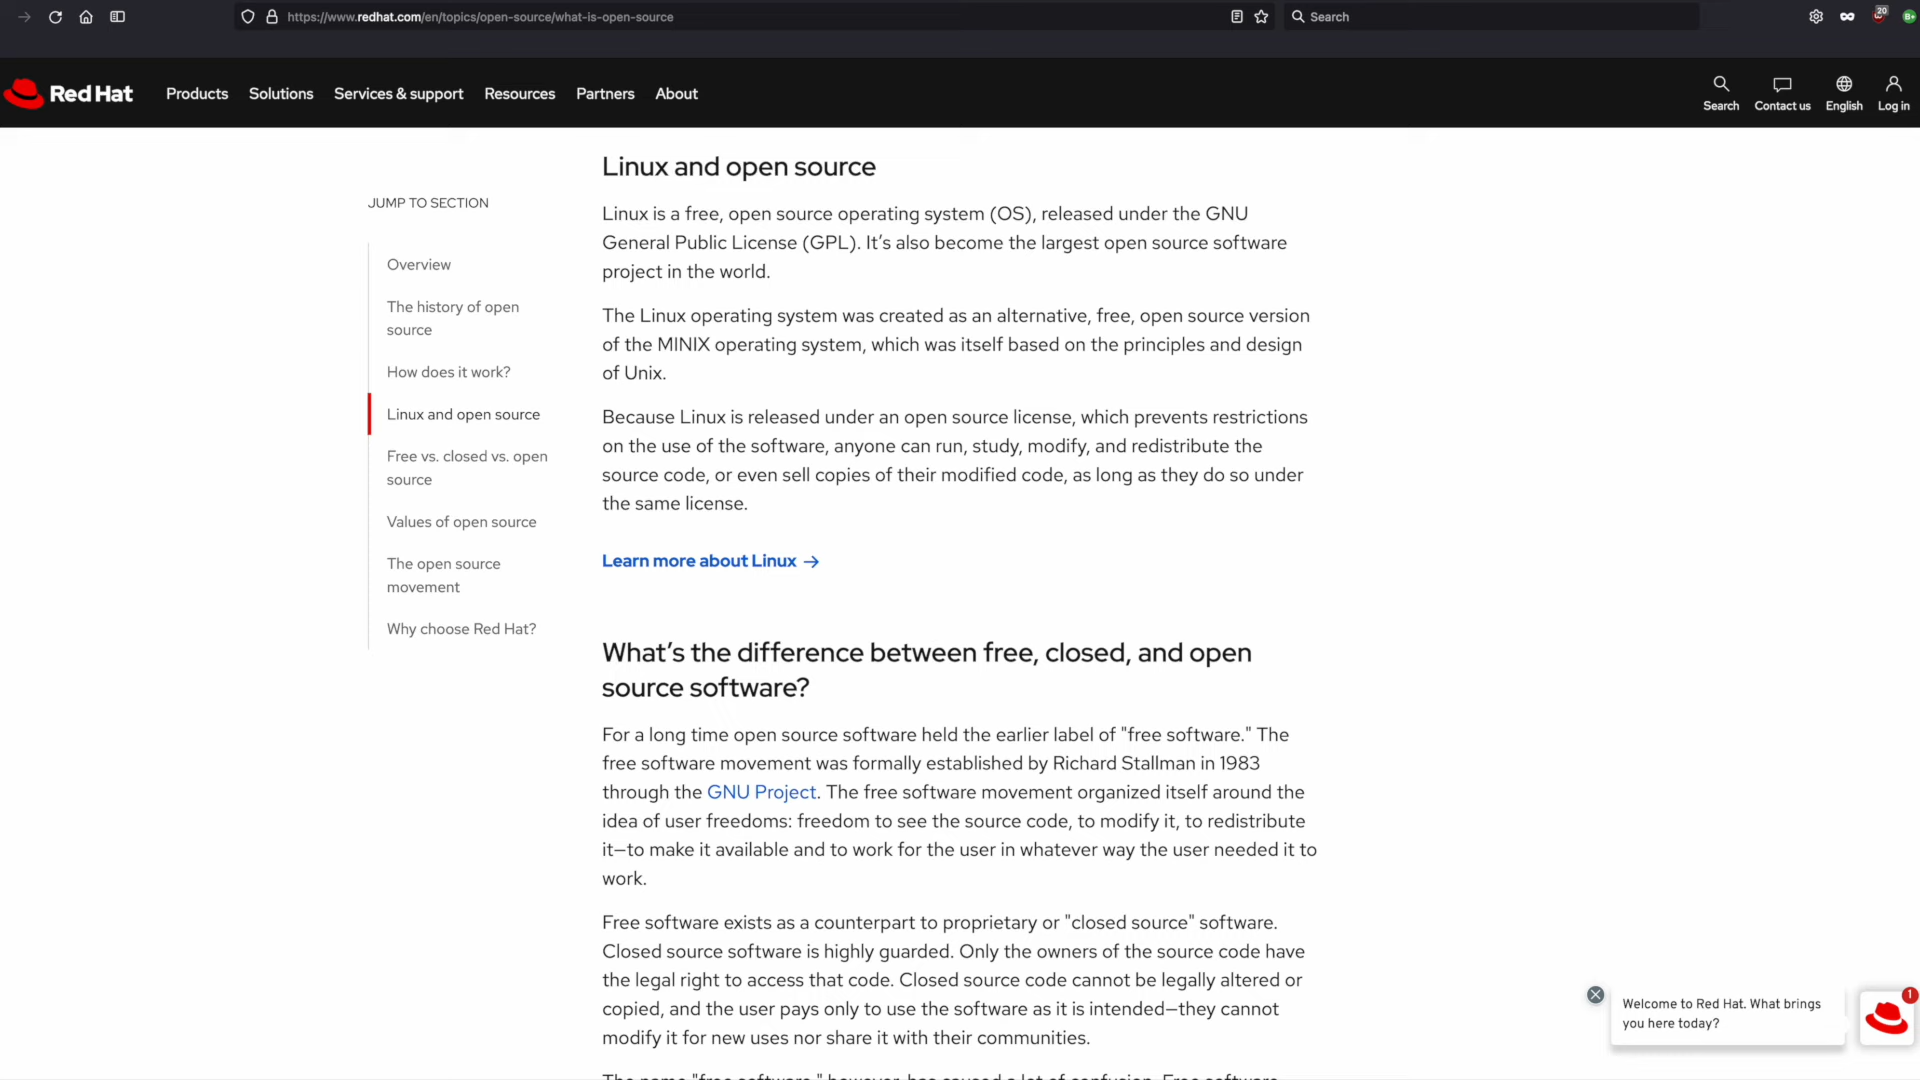 https://www.redhat.com/en/topics/open-source/what-is-open-source
Search
20
B+
Red Hat
Products
Solutions
Services & support
Resources
Partners
About
Search
Contact us
English
Log in
JUMP TO SECTION
Overview
The history of open
source
How does it work?
Linux and open source
Free vs. closed vs. open
source
Values of open source
The open source
movement
Why choose Red Hat?
Linux and open source
Linux is a free, open source operating system (OS), released under the GNU
General Public License (GPL). It’s also become the largest open source software
project in the world.
The Linux operating system was created as an alternative, free, open source version
of the MINIX operating system, which was itself based on the principles and design
of Unix.
Because Linux is released under an open source license, which prevents restrictions
on the use of the software, anyone can run, study, modify, and redistribute the
source code, or even sell copies of their modified code, as long as they do so under
the same license.
Learn more about Linux →
What’s the difference between free, closed, and open
source software?
For a long time open source software held the earlier label of "free software." The
free software movement was formally established by Richard Stallman in 1983
through the GNU Project. The free software movement organized itself around the
idea of user freedoms: freedom to see the source code, to modify it, to redistribute
it—to make it available and to work for the user in whatever way the user needed it to
work.
Free software exists as a counterpart to proprietary or "closed source" software.
Closed source software is highly guarded. Only the owners of the source code have
the legal right to access that code. Closed source code cannot be legally altered or
copied, and the user pays only to use the software as it is intended—they cannot
modify it for new uses nor share it with their communities.
The name "free software," however, has caused a lot of confusion. Free software
Welcome to Red Hat. What brings
you here today?
1